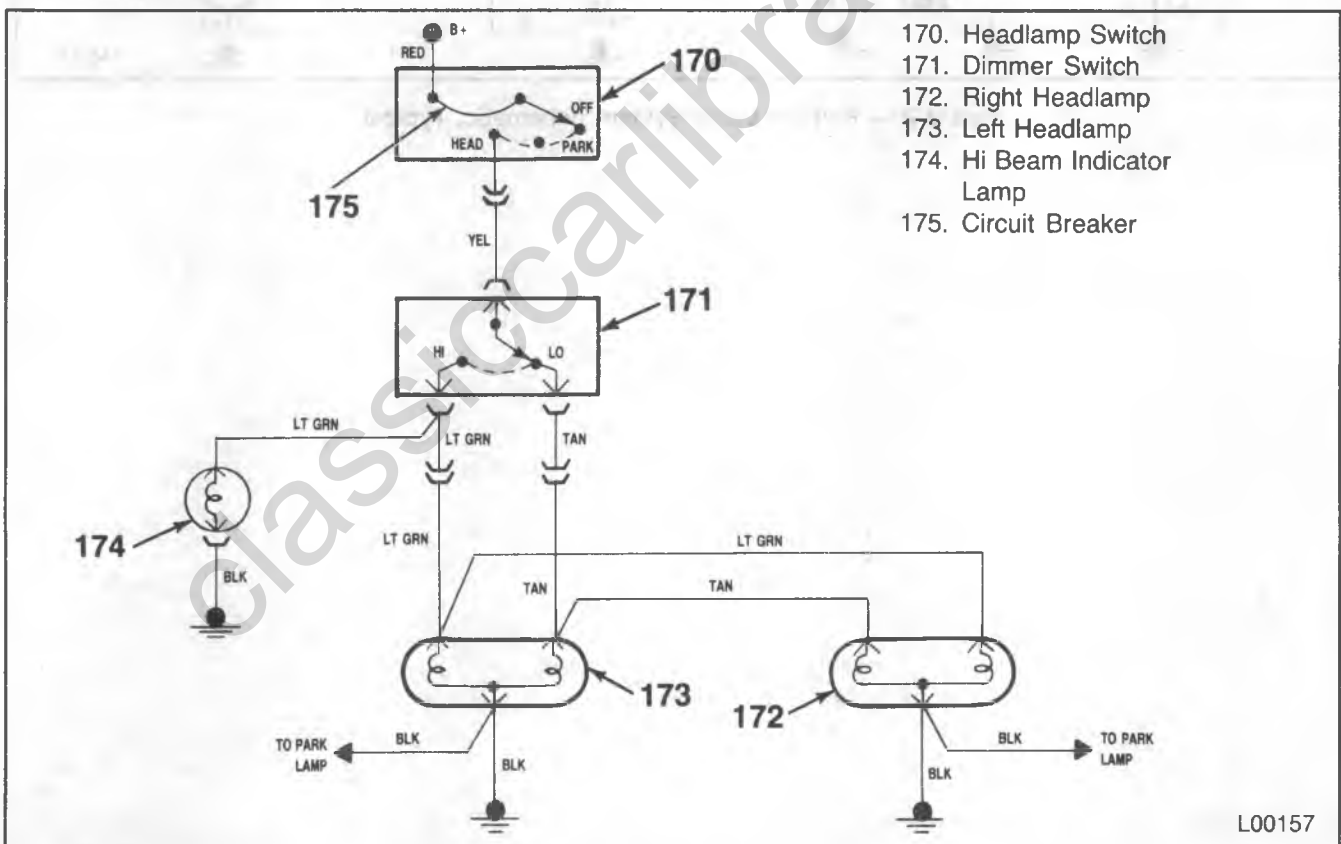 B+
RED
170
OFF
HEAD
PARK
175
YEL
171
HI
LO
LT GRN
LT GRN
TAN
174
BLK
LT GRN
TAN
LT GRN
TAN
173
172
TO PARK
LAMP
BLK
BLK
BLK
BLK
TO PARK
LAMP
170. Headlamp Switch
171. Dimmer Switch
172. Right Headlamp
173. Left Headlamp
174. Hi Beam Indicator
Lamp
175. Circuit Breaker
L00157
classiccarlibra